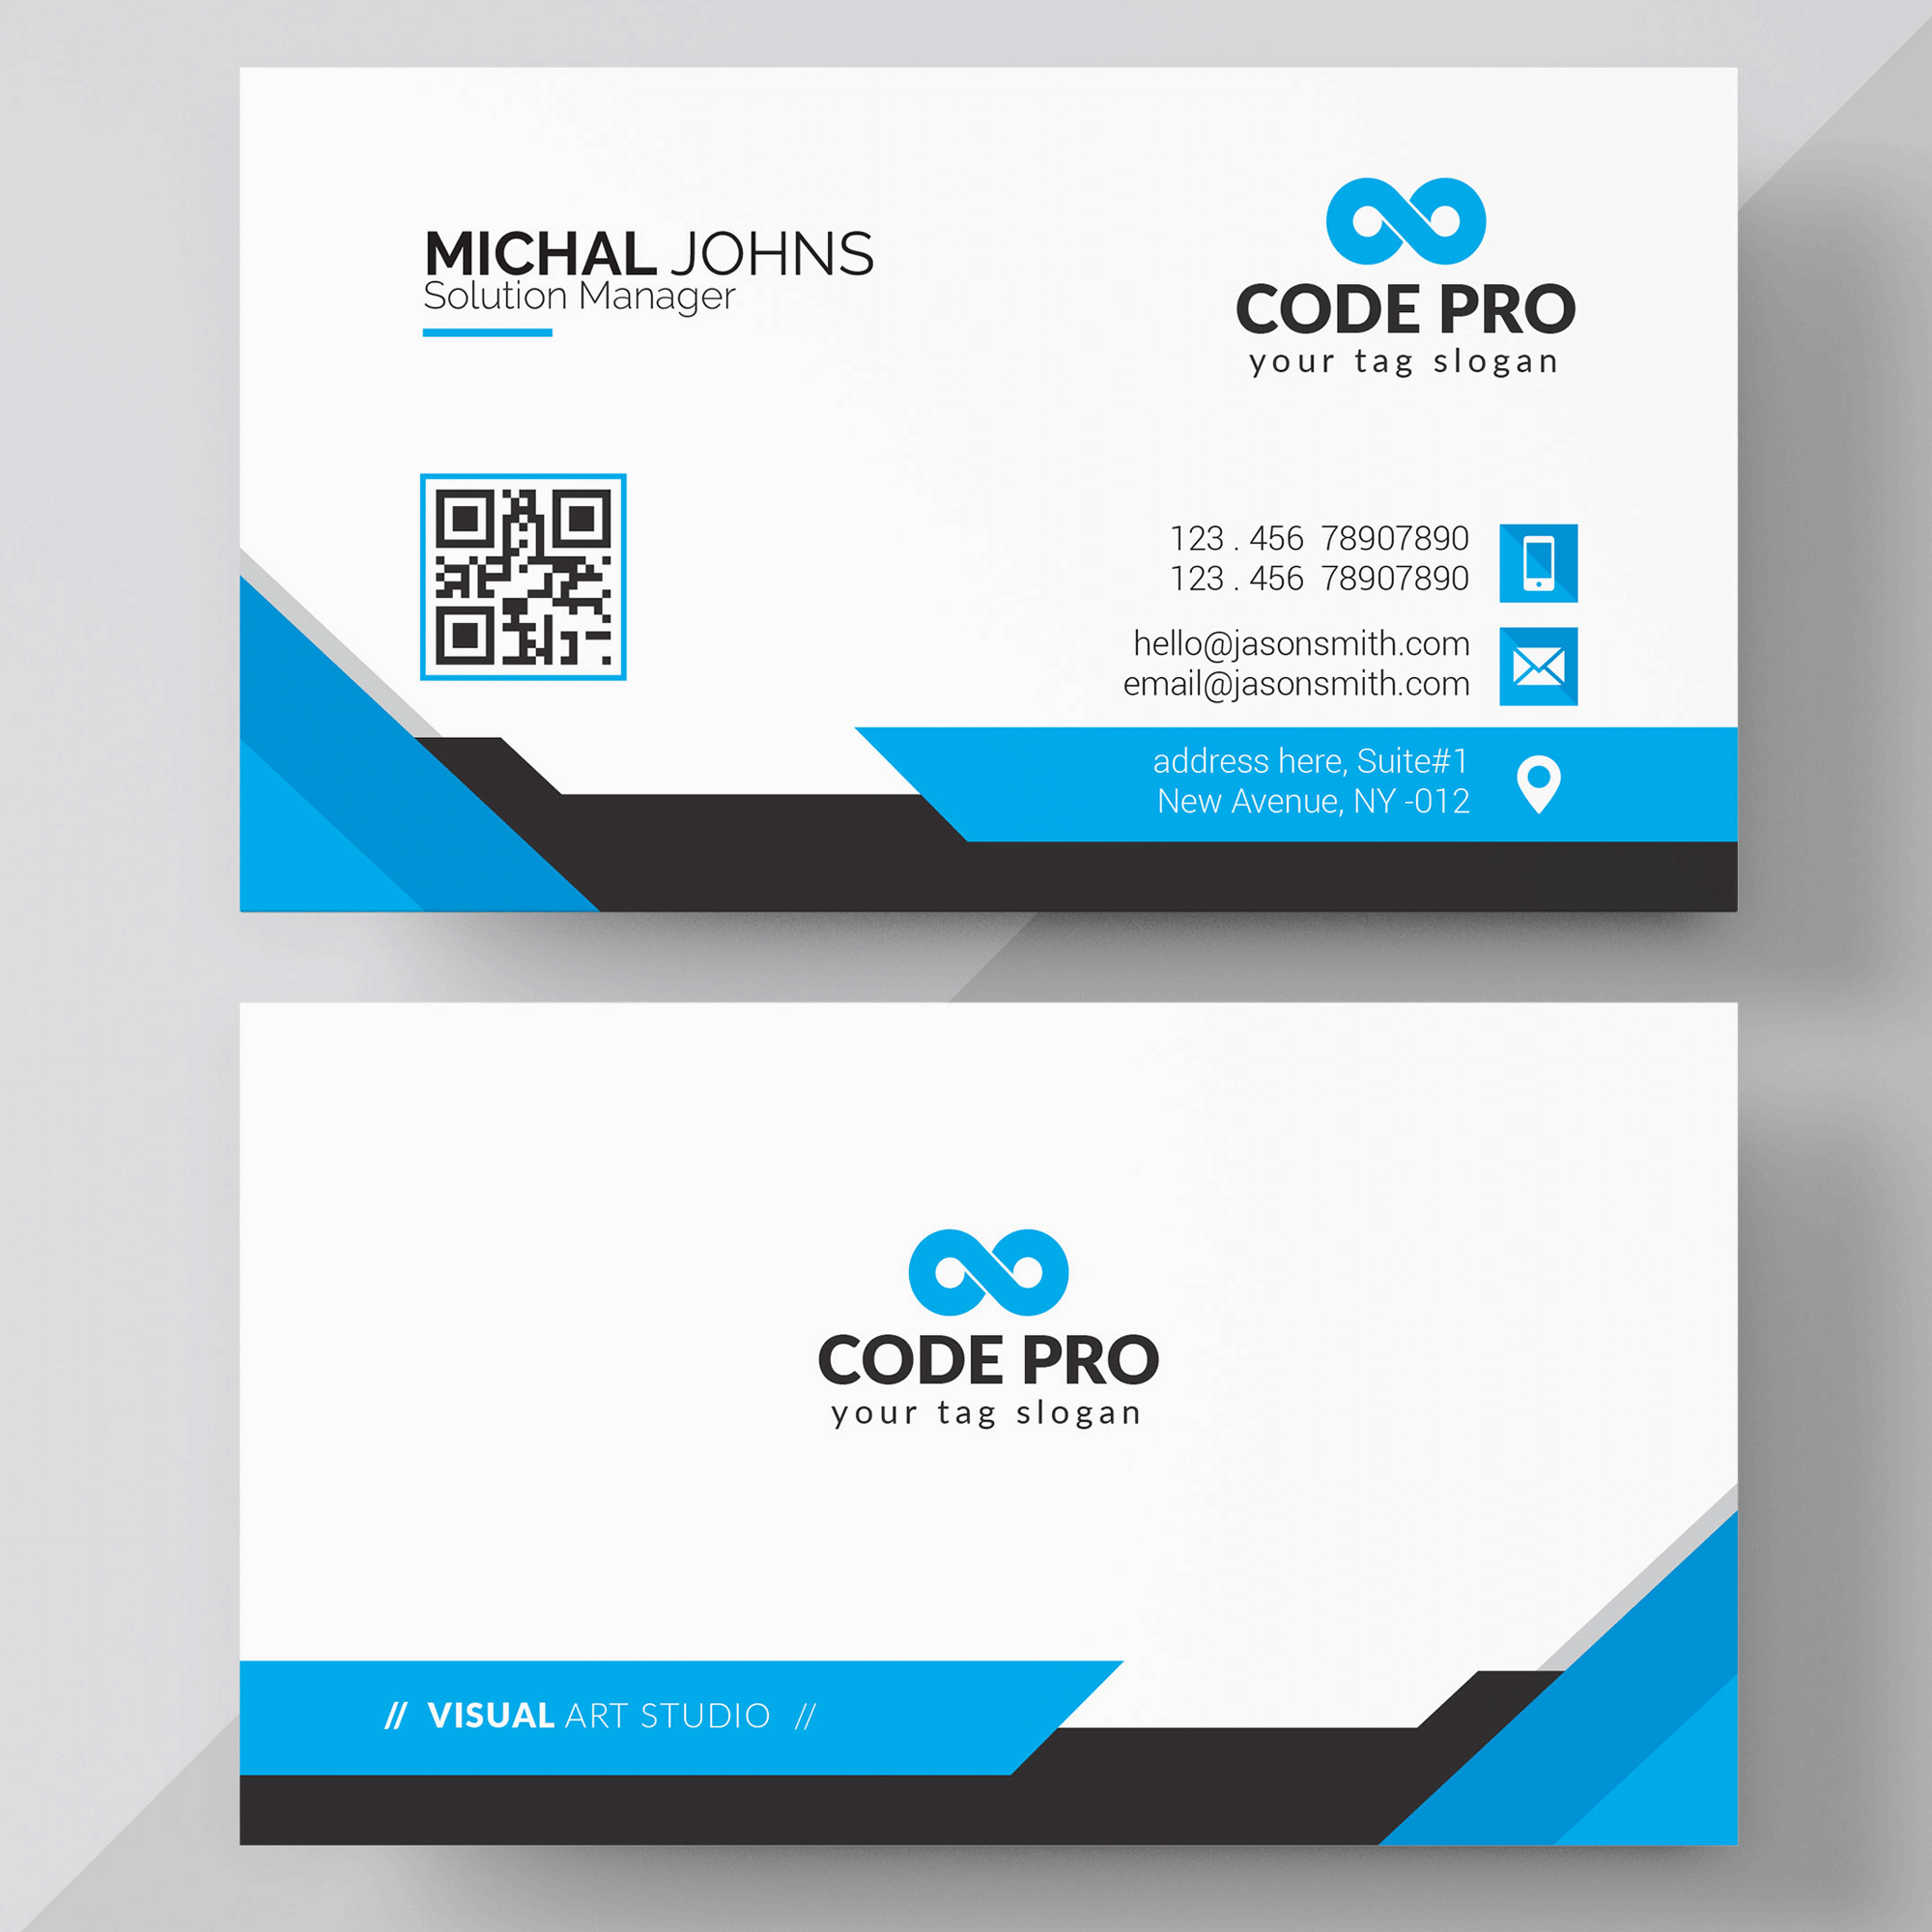 MICHAL JOHNS
Solution Manager
CODE PRO
your tag slogan
123 . 456 78907890
123 . 456 78907890
hello@jasonsmith.com
email@jasonsmith.com
address here, Suite#1
New Avenue, NY -012
CODE PRO
your tag slogan
// VISUAL ART STUDIO //